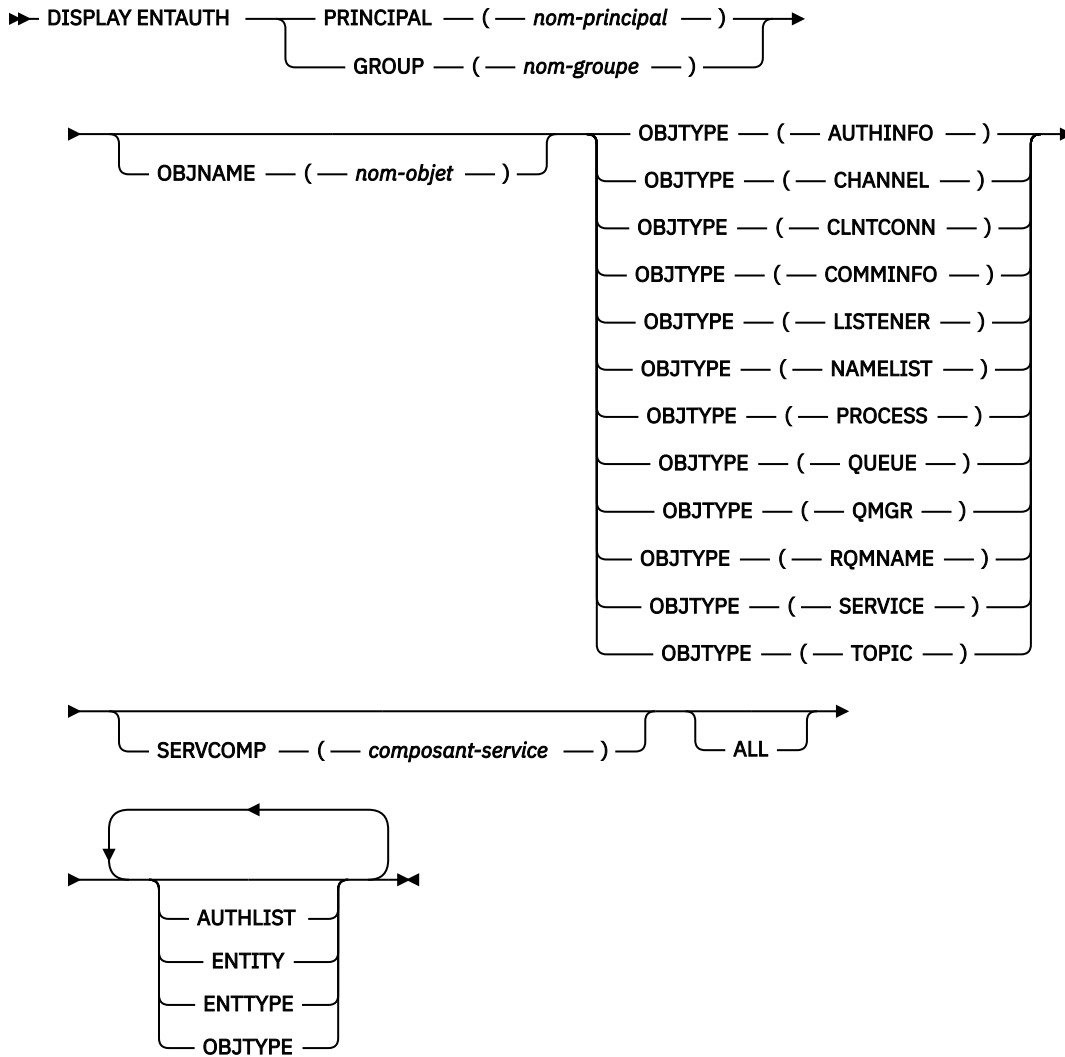 DISPLAY ENTAUTH PRINCIPAL ( nom-principal )
GROUP ( nom-groupe )
OBJNAME ( nom-objet )
OBJTYPE ( AUTHINFO )
OBJTYPE ( CHANNEL )
OBJTYPE ( CLNTCONN )
OBJTYPE ( COMMINFO )
OBJTYPE ( LISTENER )
OBJTYPE ( NAMELIST )
OBJTYPE ( PROCESS )
OBJTYPE ( QUEUE )
OBJTYPE ( QMGR )
OBJTYPE ( RQMNAME )
OBJTYPE ( SERVICE )
OBJTYPE ( TOPIC )
SERVCOMP ( composant-service ) ALL
AUTHLIST
ENTITY
ENTTYPE
OBJTYPE